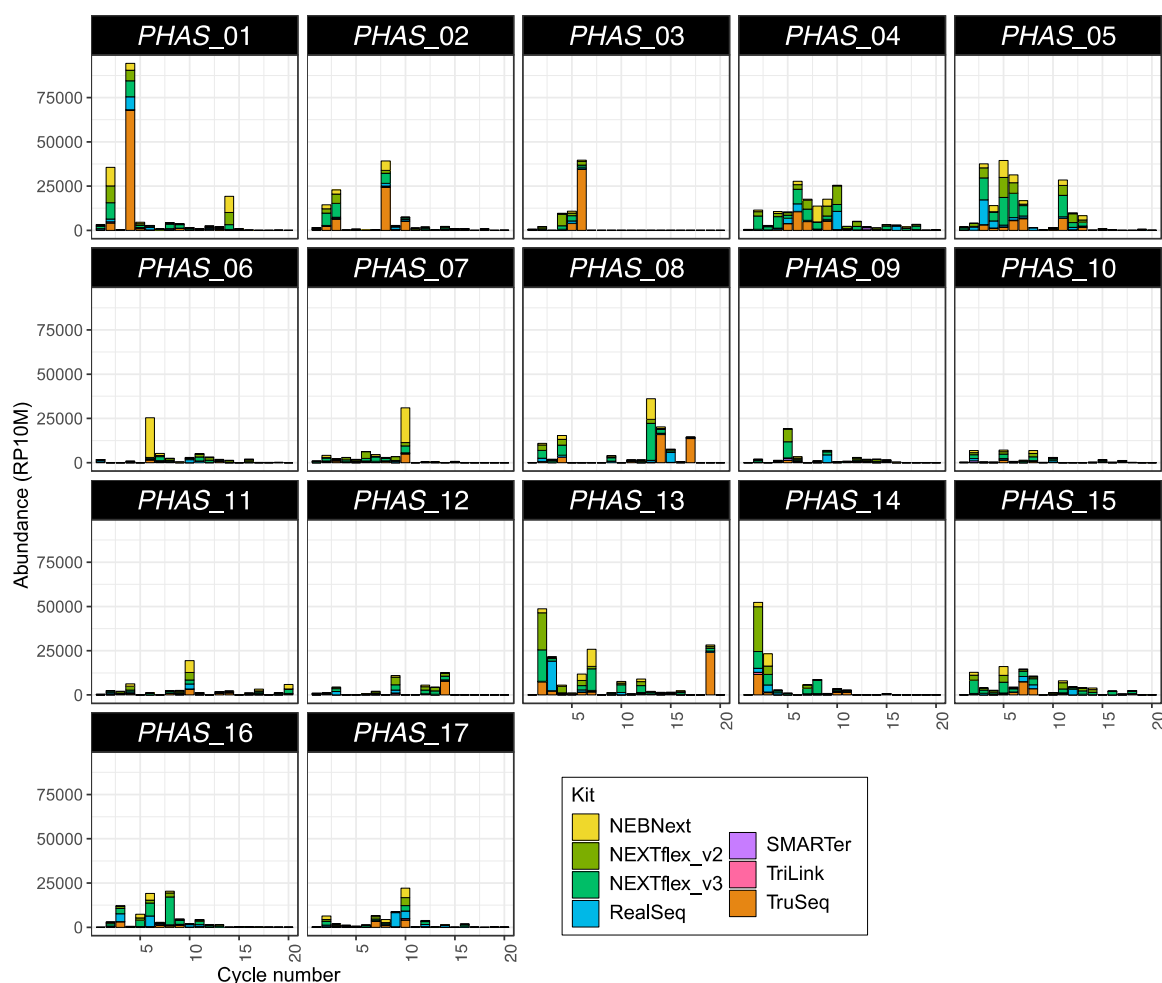 PHAS_01 PHAS_02 PHAS_03 PHAS_04 PHAS_05
75000
50000
25000
0
PHAS_06 PHAS_07 PHAS_08 PHAS_09 PHAS_10
75000
50000
25000
0
PHAS_11 PHAS_12 PHAS_13 PHAS_14 PHAS_15
75000
50000
25000
0
5 10 15 20 5 10 15 20 5 10 15 20
PHAS_16 PHAS_17
75000
50000
25000
0
5 10 15 20 5 10 15 20
Abundance (RP10M)
Cycle number
Kit
NEBNext
NEXTflex_v2
NEXTflex_v3
RealSeq
SMARTer
TriLink
TruSeq